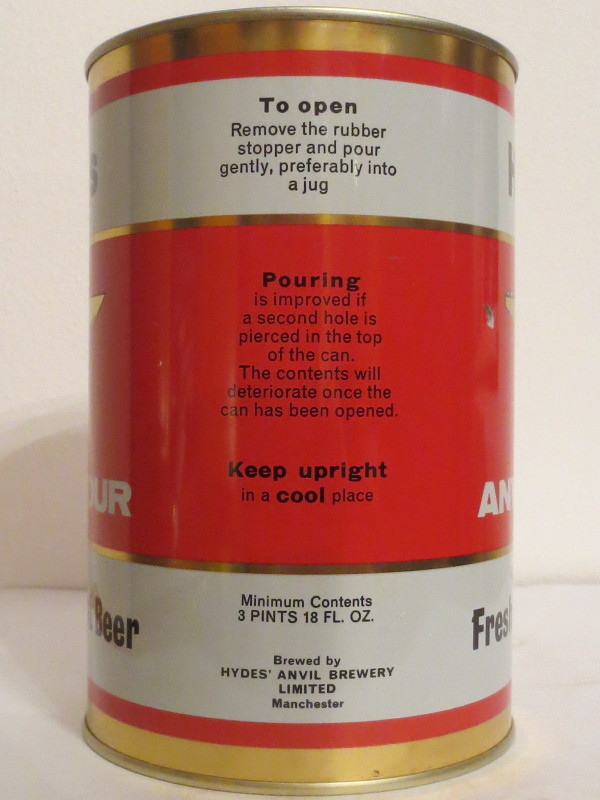 To open
Remove the rubber
stopper and pour
gently, preferably into
a jug
Pouring
is improved if
a second hole is
pierced in the top
of the can.
The contents will
deteriorate once the
can has been opened.
Keep upright
in a cool place
Minimum Contents
3 PINTS 18 FL. OZ.
Brewed by
HYDES' ANVIL BREWERY
LIMITED
Manchester
Beer